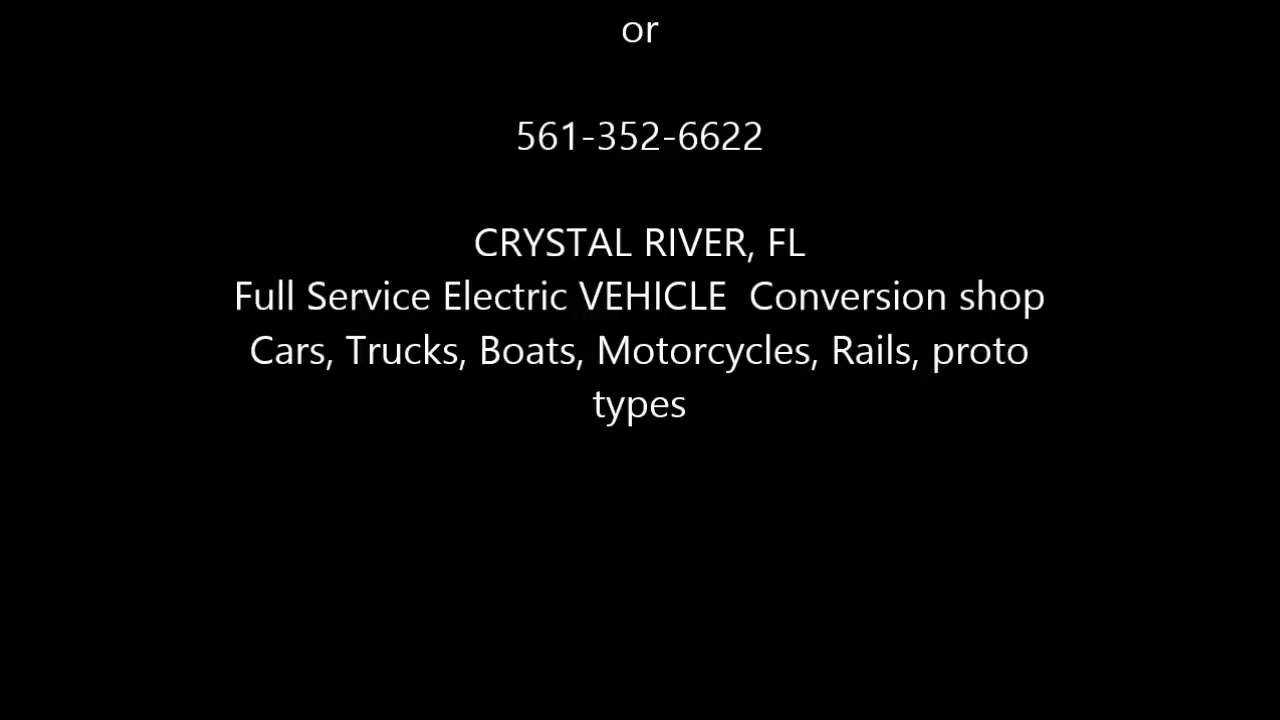 or
561-352-6622
CRYSTAL RIVER, FL
Full Service Electric VEHICLE  Conversion shop
Cars, Trucks, Boats, Motorcycles, Rails, proto
types